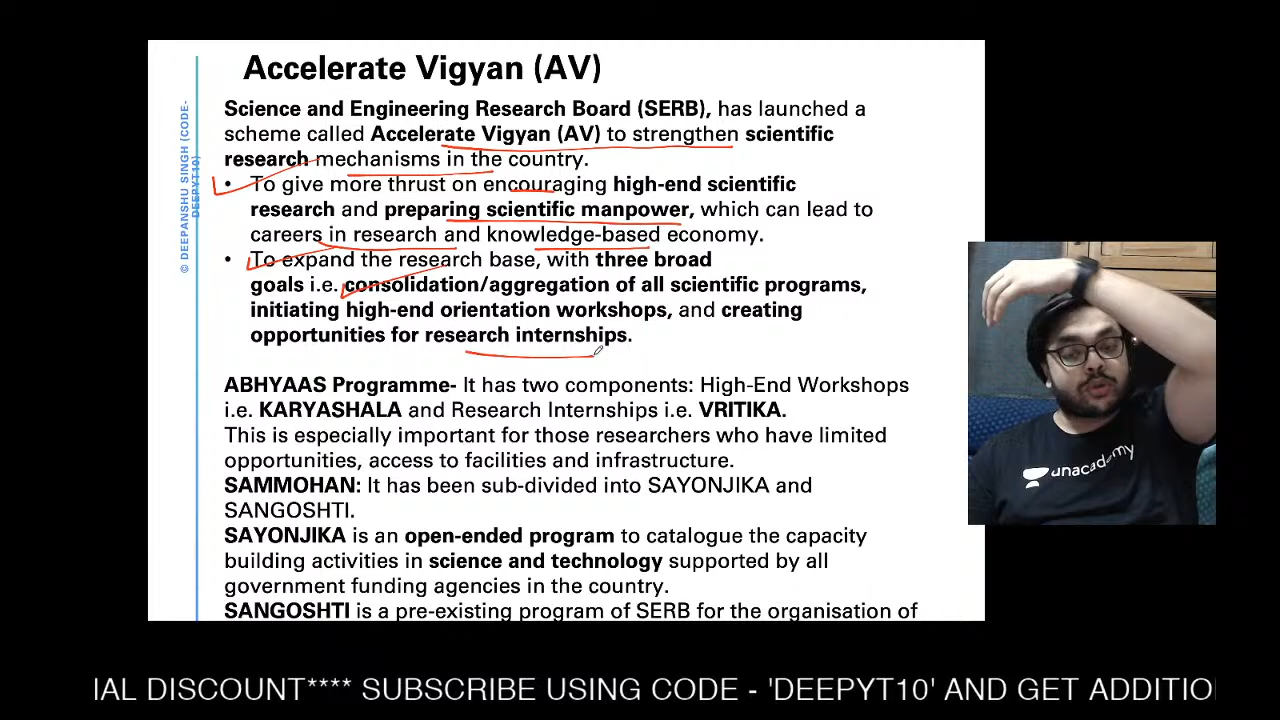 Accelerate Vigyan (AV)
Science and Engineering Research Board (SERB), has launched a
scheme called Accelerate Vigyan (AV) to strengthen scientific
research mechanisms in the country.
• To give more thrust on encouraging high-end scientific
research and preparing scientific manpower, which can lead to
careers in research and knowledge-based economy.
• To expand the research base, with three broad
goals i.e. consolidation/aggregation of all scientific programs,
initiating high-end orientation workshops, and creating
opportunities for research internships.
ABHYAAS Programme- It has two components: High-End Workshops
i.e. KARYASHALA and Research Internships i.e. VRITIKA.
This is especially important for those researchers who have limited
opportunities, access to facilities and infrastructure.
SAMMOHAN: It has been sub-divided into SAYONJIKA and
SANGOSHTI.
SAYONJIKA is an open-ended program to catalogue the capacity
building activities in science and technology supported by all
government funding agencies in the country.
SANGOSHTI is a pre-existing program of SERB for the organisation of
© DEEPANSHU SINGH (CODE-
DEEPYT10)
unacademy
IAL DISCOUNT**** SUBSCRIBE USING CODE - 'DEEPYT10' AND GET ADDITIO